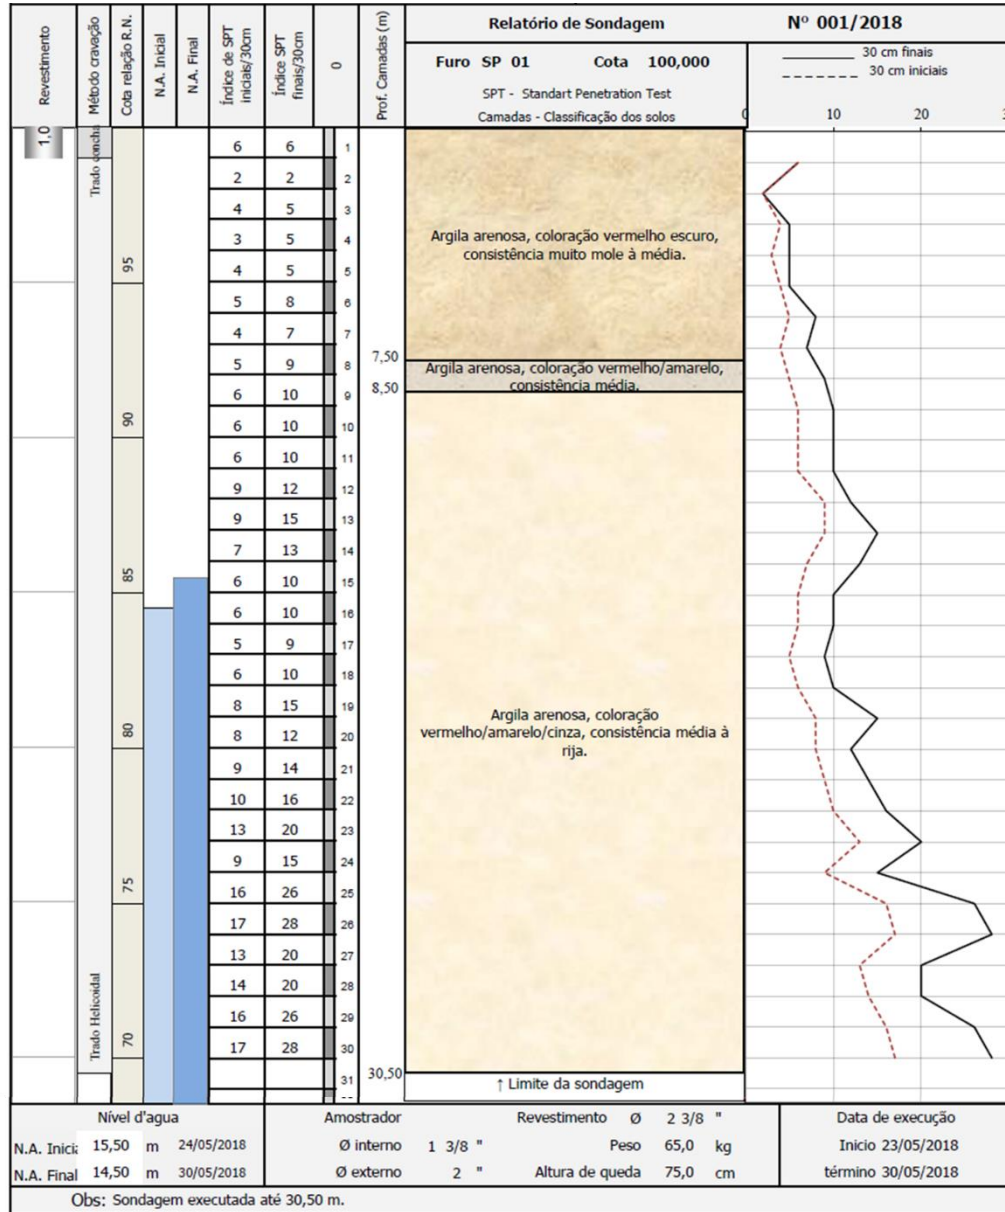 Revestimento
Método cravação
Cota relação R.N.
N.A. Inicial
N.A. Final
Índice de SPT iniciais/30cm
Índice SPT finais/30cm
0
Prof. Camadas (m)
Relatório de Sondagem
Furo SP 01 Cota 100,000
SPT - Standart Penetration Test
Camadas - Classificação dos solos
Nº 001/2018
30 cm finais
30 cm iniciais
0 10 20
1,0
Trado concha
6 6 1
2 2 2
4 5 3
3 5 4
95
4 5 5
5 8 6
4 7 7
5 9 8
6 10 9
90
6 10 10
6 10 11
9 12 12
9 15 13
7 13 14
85
6 10 15
6 10 16
5 9 17
6 10 18
8 15 19
80
8 12 20
9 14 21
10 16 22
13 20 23
9 15 24
75
16 26 25
17 28 26
13 20 27
14 20 28
16 26 29
70
17 28 30
31
Trado Helicoidal
7,50
8,50
30,50
Argila arenosa, coloração vermelho escuro,
consistência muito mole à média.
Argila arenosa, coloração vermelho/amarelo,
consistência média.
Argila arenosa, coloração
vermelho/amarelo/cinza, consistência média à
rija.
↑ Limite da sondagem
Nível d'agua
N.A. Inicia 15,50 m 24/05/2018
N.A. Final 14,50 m 30/05/2018
Amostrador
Ø interno 1 3/8 "
Ø externo 2 "
Revestimento Ø 2 3/8 "
Peso 65,0 kg
Altura de queda 75,0 cm
Data de execução
Inicio 23/05/2018
término 30/05/2018
Obs: Sondagem executada até 30,50 m.